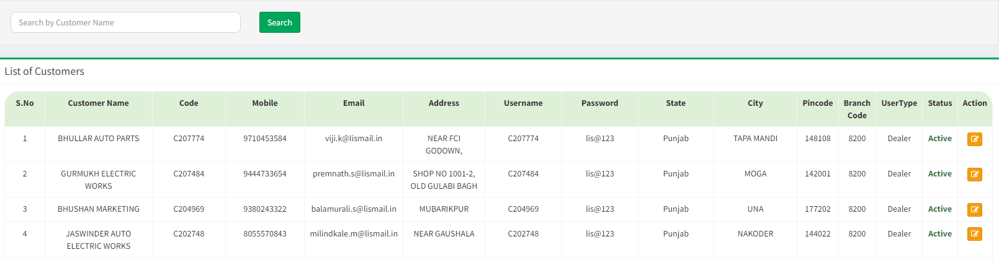 Search by Customer Name Search
List of Customers
S.No Customer Name Code Mobile Email Address Username Password State City Pincode Branch Code UserType Status Action
1 BHULLAR AUTO PARTS C207774 9710453584 viji.k@lismail.in NEAR FCI GODOWN, C207774 lis@123 Punjab TAPA MANDI 148108 8200 Dealer Active
2 GURMUKH ELECTRIC WORKS C207484 9444733654 premnath.s@lismail.in SHOP NO 1001-2, OLD GULABI BAGH C207484 lis@123 Punjab MOGA 142001 8200 Dealer Active
3 BHUSHAN MARKETING C204969 9380243322 balamurali.s@lismail.in MUBARIKPUR C204969 lis@123 Punjab UNA 177202 8200 Dealer Active
4 JASWINDER AUTO ELECTRIC WORKS C202748 8055570843 milindkale.m@lismail.in NEAR GAUSHALA C202748 lis@123 Punjab NAKODER 144022 8200 Dealer Active